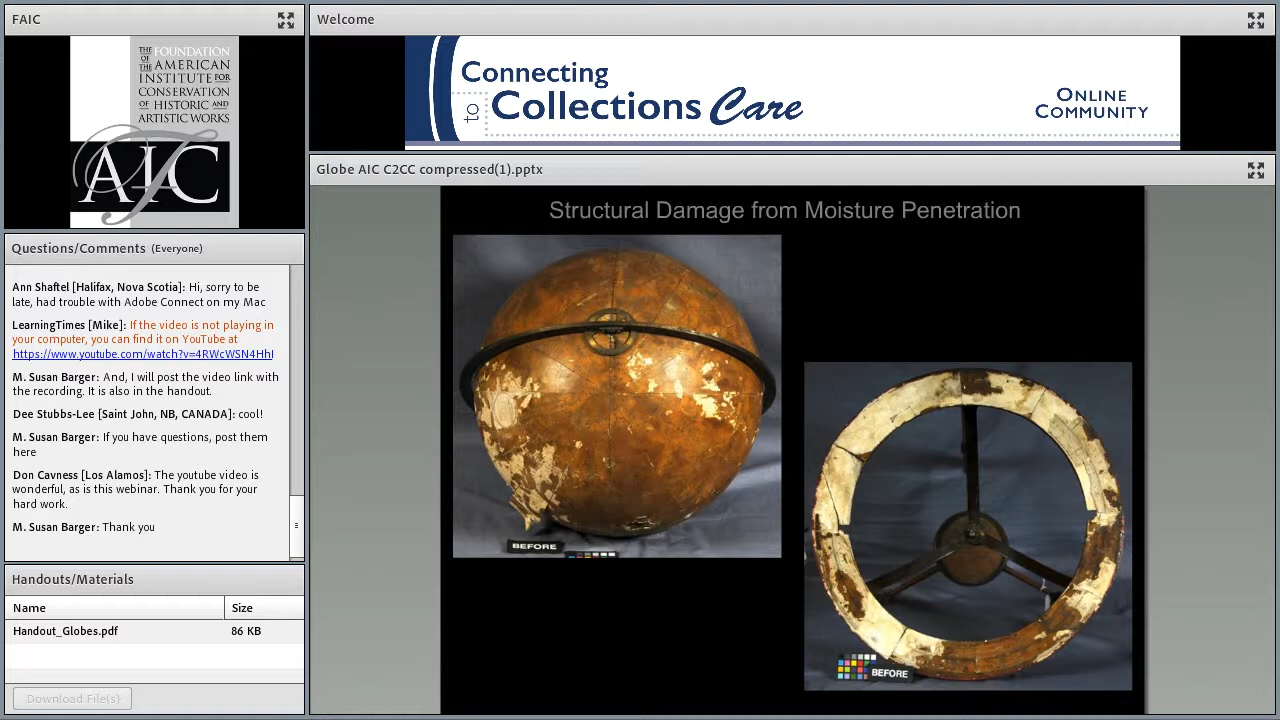 FAIC
THE FOUNDATION
OF THE AMERICAN
INSTITUTE FOR
CONSERVATION
OF HISTORIC AND
ARTISTIC WORKS
AIC
Welcome
Connecting
to Collections Care
ONLINE
COMMUNITY
Questions/Comments (Everyone)
Ann Shaftel [Halifax, Nova Scotia]: Hi, sorry to be
late, had trouble with Adobe Connect on my Mac
LearningTimes [Mike]: If the video is not playing in
your computer, you can find it on YouTube at
https://www.youtube.com/watch?v=4RWcWSN4HhI
M. Susan Barger: And, I will post the video link with
the recording. It is also in the handout.
Dee Stubbs-Lee [Saint John, NB, CANADA]: cool!
M. Susan Barger: If you have questions, post them
here
Don Cavness [Los Alamos]: The youtube video is
wonderful, as is this webinar. Thank you for your
hard work.
M. Susan Barger: Thank you
Handouts/Materials
Name Size
Handout_Globes.pdf 86 KB
Download File(s)
Globe AIC C2CC compressed(1).pptx
Structural Damage from Moisture Penetration
BEFORE
BEFORE